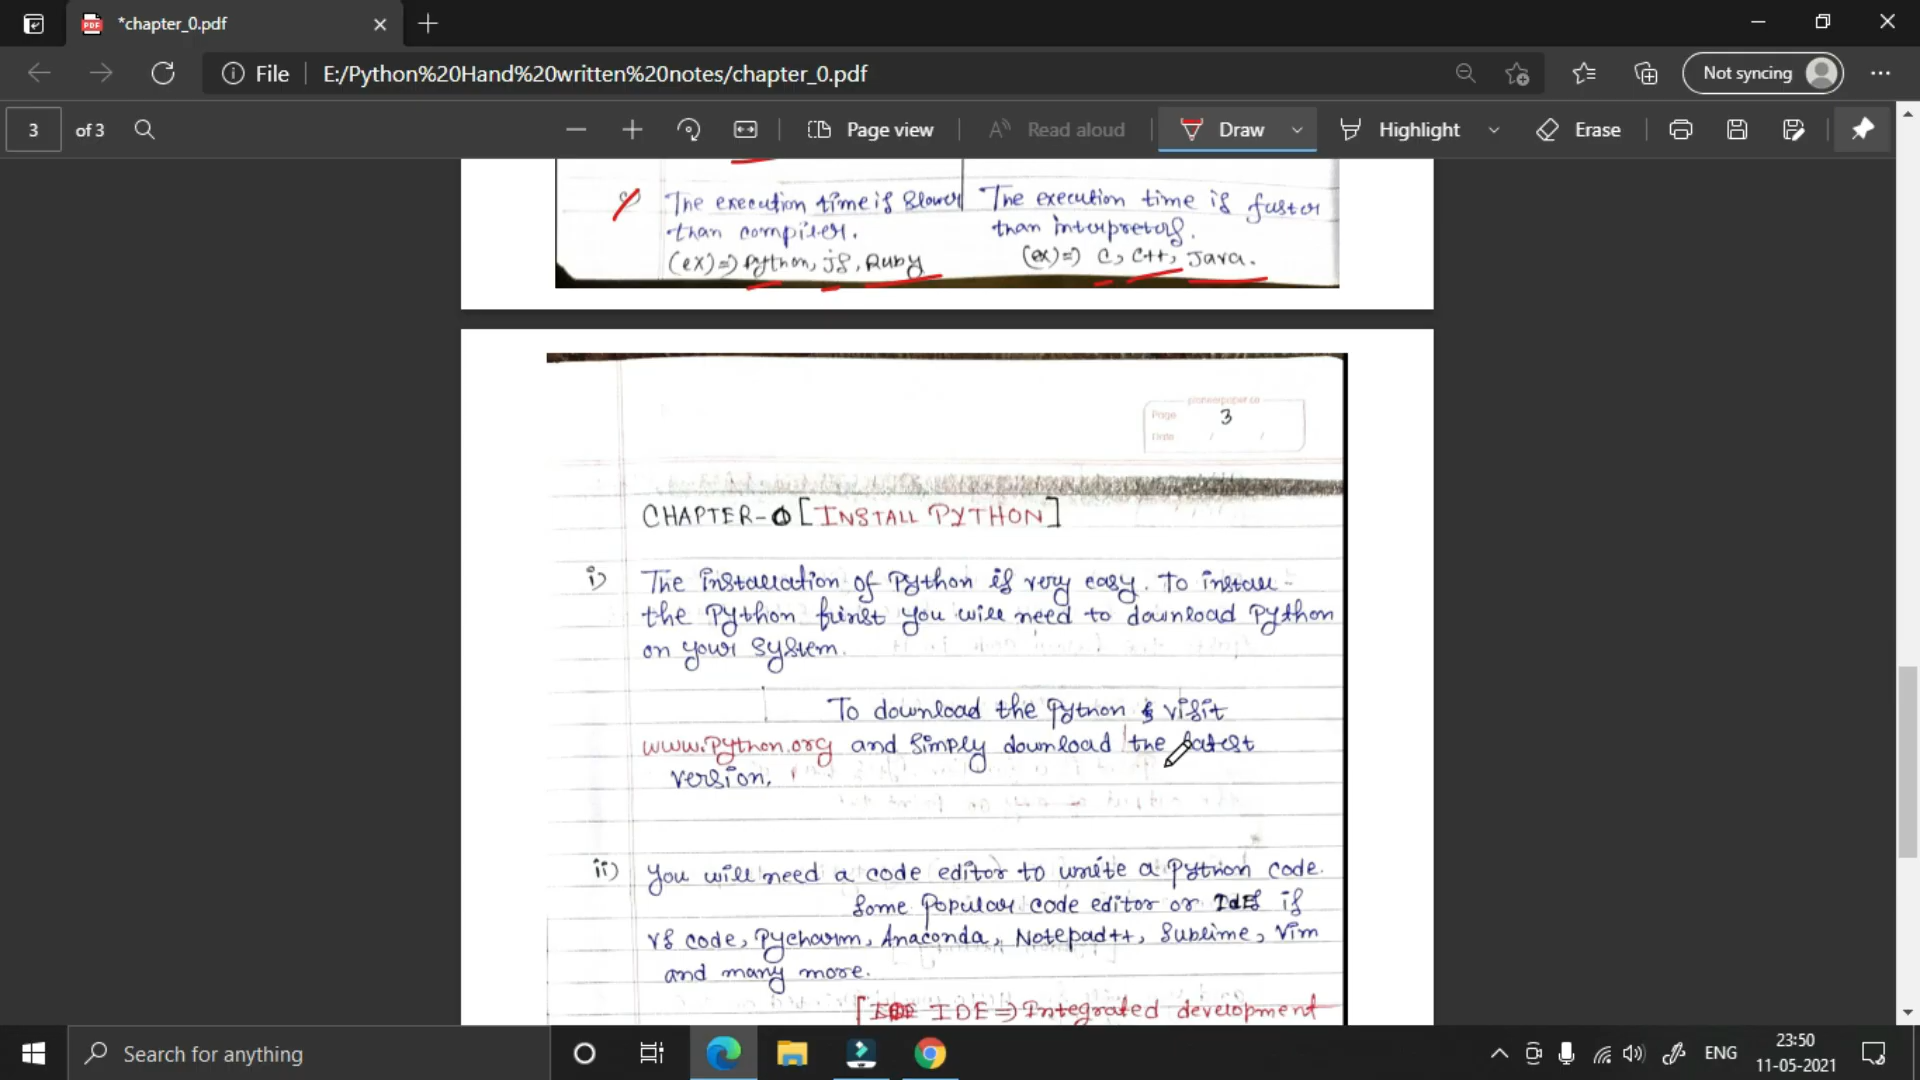 *chapter_0.pdf
File E:/Python%20Hand%20written%20notes/chapter_0.pdf Not syncing
3 of 3 Page view Read aloud Draw Highlight Erase
The execution time is slower The execution time is faster
than compiler. than interpreters.
(ex)=> Python, js, Ruby (ex)=> C, C++, Java.
pioneerpaper.co
Page 3
Date / /
CHAPTER-0 [INSTALL PYTHON]
i) The installation of Python is very easy. To install -
the Python first you will need to download Python
on your system.
To download the Python visit
www.Python.org and simply download the latest
version.
ii) You will need a code editor to write a Python code.
Some Popular code editor or IdEs is
VS code, Pycharm, Anaconda, Notepad++, Sublime, Vim
and many more.
[IDE => Integrated development
Search for anything
ENG 23:50
11-05-2021